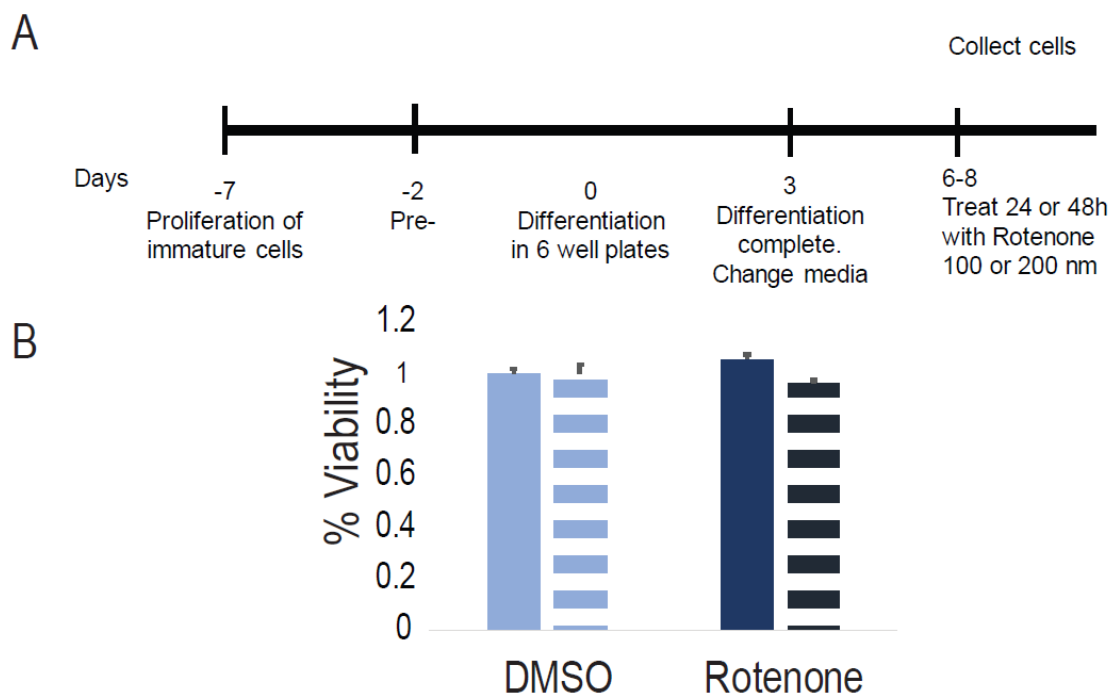 A
Collect cells
Days
-7
Proliferation of
immature cells
-2
Pre-
0
Differentiation
in 6 well plates
3
Differentiation
complete.
Change media
6-8
Treat 24 or 48h
with Rotenone
100 or 200 nm
B
% Viability
1.2
1
0.8
0.6
0.4
0.2
0
DMSO
Rotenone